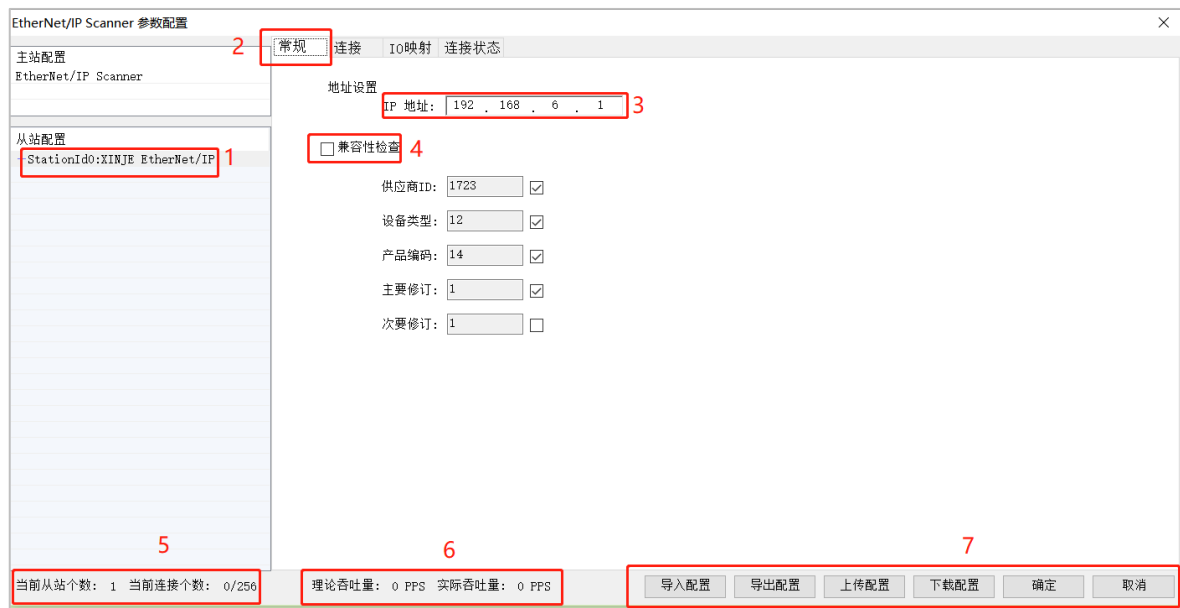 EtherNet/IP Scanner 参数配置
主站配置
EtherNet/IP Scanner
从站配置
StationId0:XINJE EtherNet/IP 1
2 常规 连接 IO映射 连接状态
地址设置
IP 地址: 192 . 168 . 6 . 1 3
兼容性检查 4
供应商ID: 1723
设备类型: 12
产品编码: 14
主要修订: 1
次要修订: 1
5
当前从站个数: 1 当前连接个数: 0/256
6
理论吞吐量: 0 PPS 实际吞吐量: 0 PPS
7
导入配置 导出配置 上传配置 下载配置 确定 取消